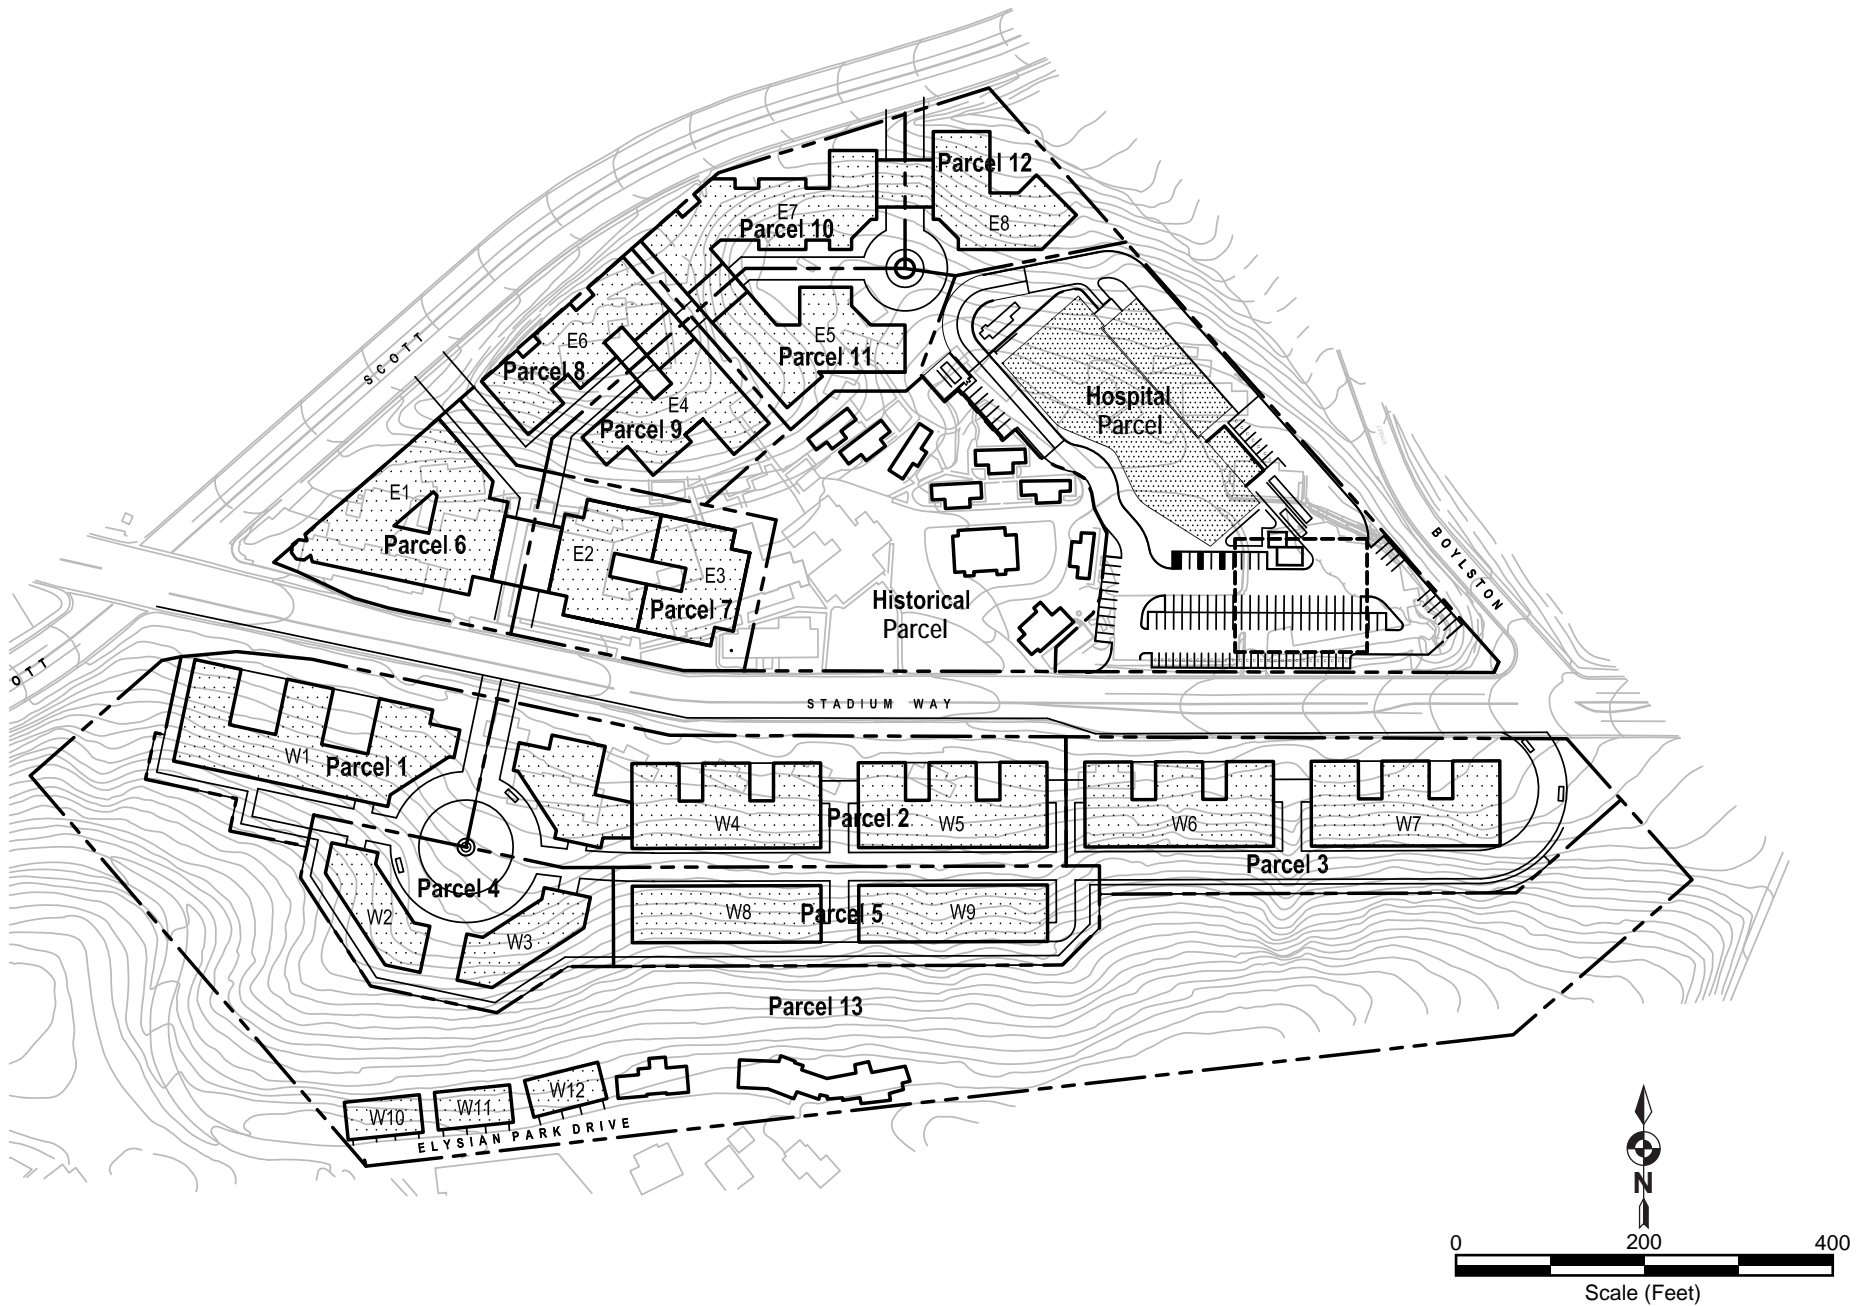 Parcel 12
E7
Parcel 10
E8
SCOTT
E6
Parcel 8
E5
Parcel 11
E4
Parcel 9
Hospital
Parcel
E1
Parcel 6
E2
E3
Parcel 7
Historical
Parcel
BOYLSTON
OTT
STADIUM WAY
W1
Parcel 1
W4
Parcel 2
W5
W6
W7
Parcel 3
Parcel 4
W2
W3
W8
Parcel 5
W9
Parcel 13
W10
W11
W12
ELYSIAN PARK DRIVE
N
0
200
400
Scale (Feet)